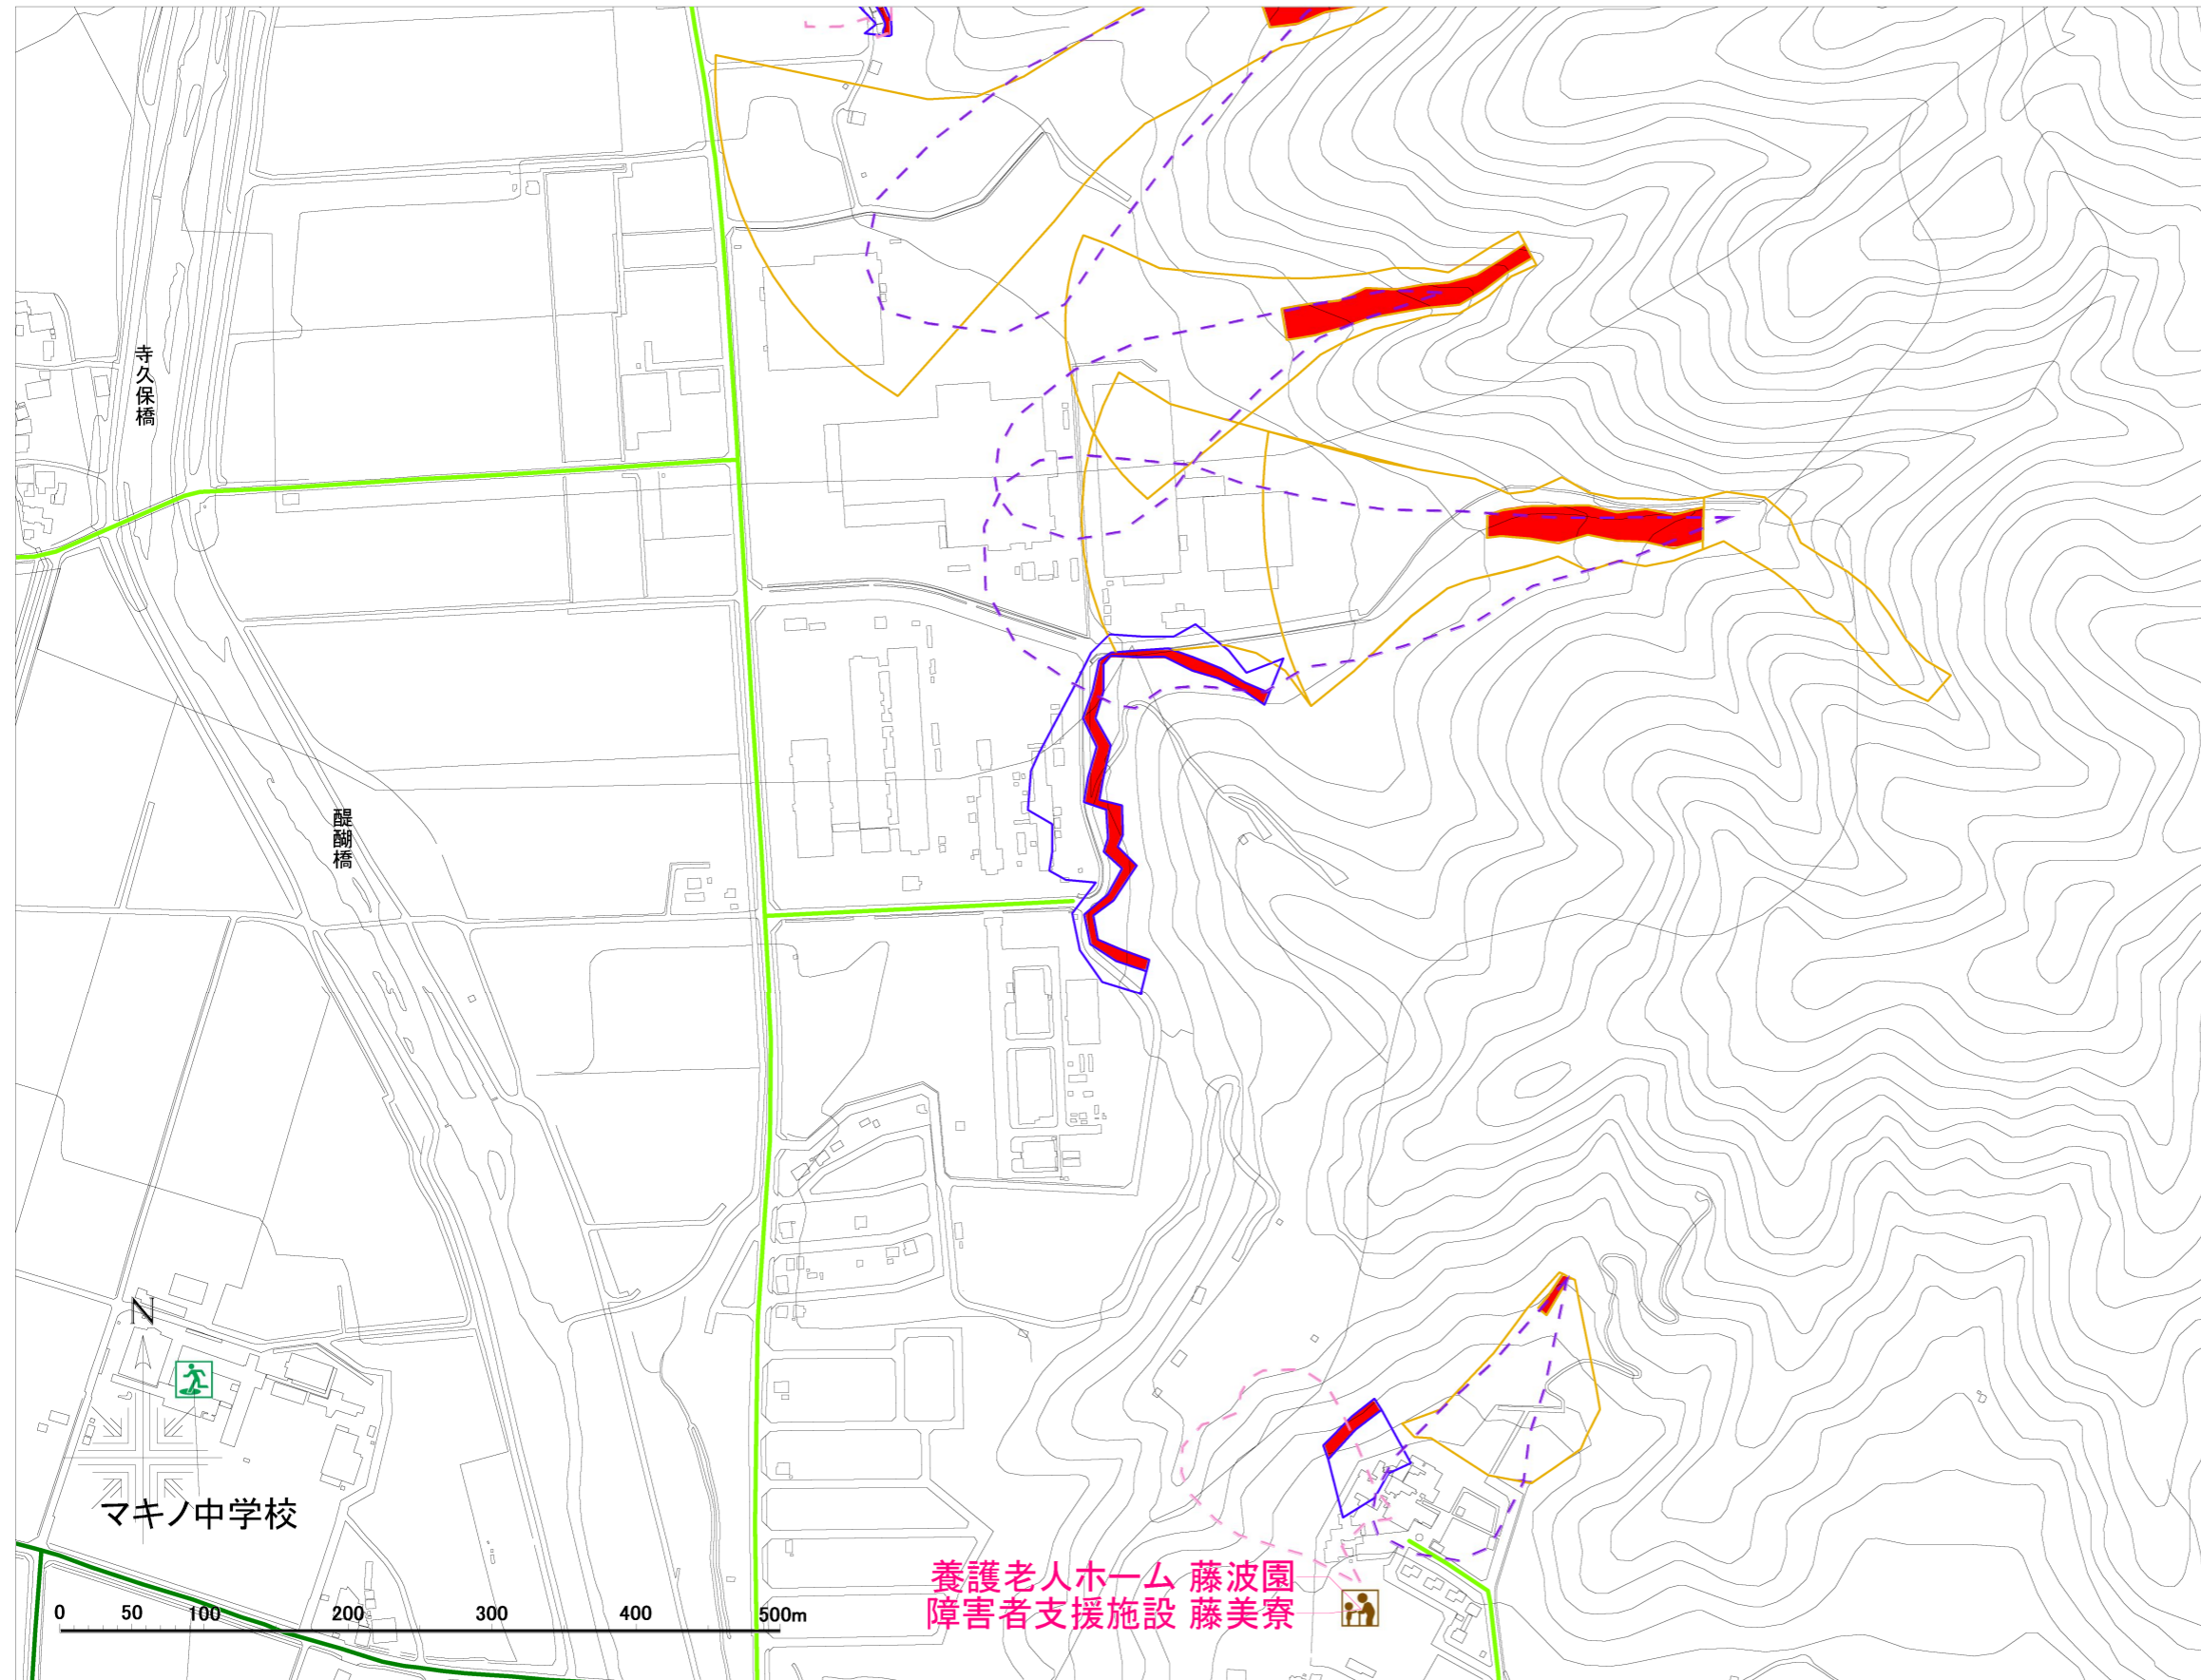 寺久保橋
醍醐橋
N
マキノ中学校
養護老人ホーム 藤波園
障害者支援施設 藤美寮
0 50 100 200 300 400 500m